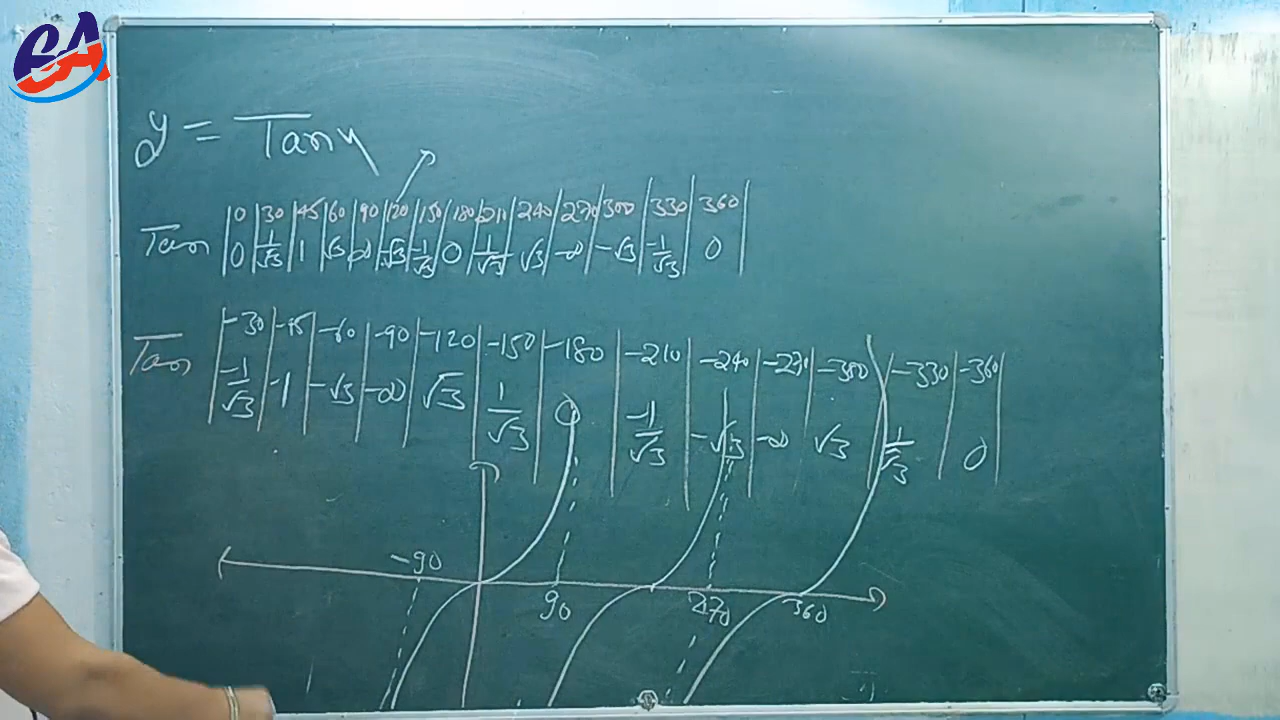 GA
y = Tan x
0 30 45 60 90 120 150 180 210 240 270 300 330 360
Tan 0 1/√3 1 √3 ∞ -√3 -1/√3 0 1/√3 √3 -∞ -√3 -1/√3 0
-30 -45 -60 -90 -120 -150 -180 -210 -240 -270 -300 -330 -360
Tan -1/√3 -1 -√3 -∞ √3 1/√3 0 -1/√3 -√3 -∞ √3 1/√3 0
-90
90 270 360